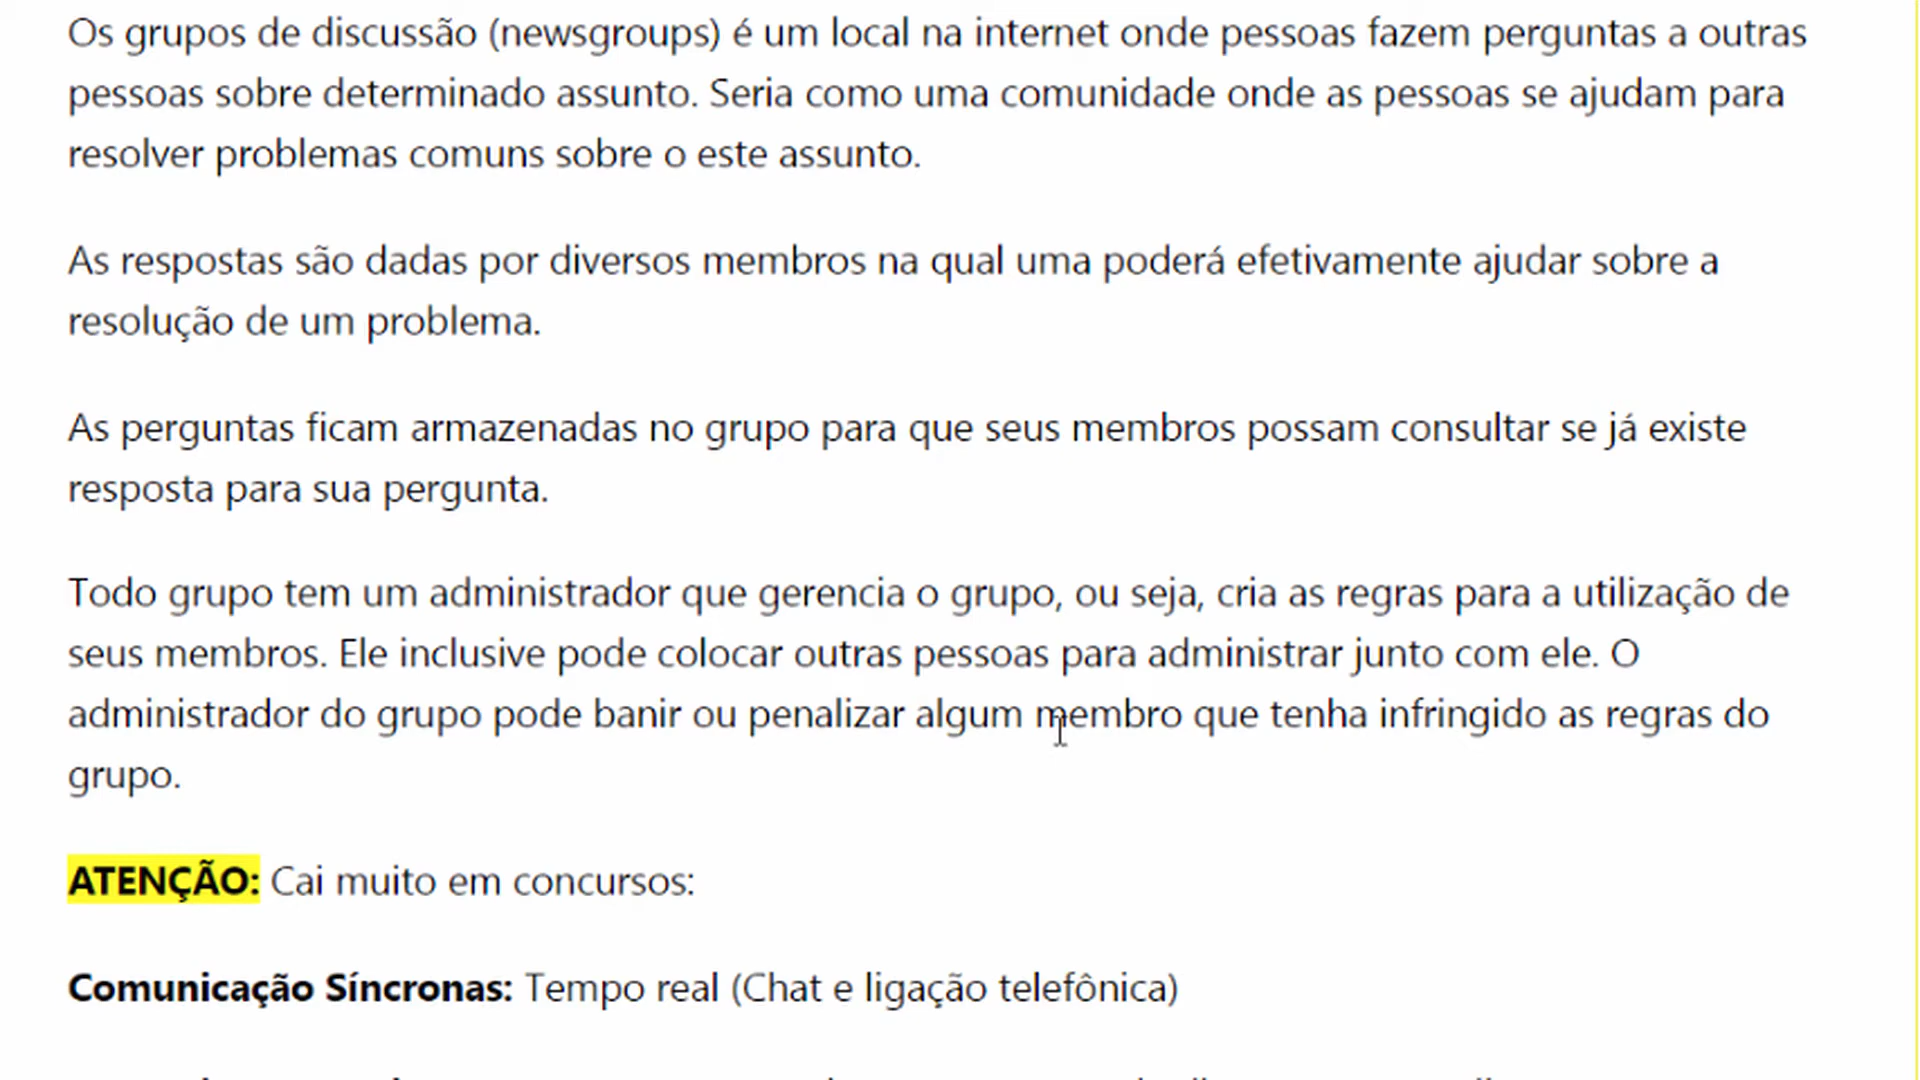 Os grupos de discussão (newsgroups) é um local na internet onde pessoas fazem perguntas a outras
pessoas sobre determinado assunto. Seria como uma comunidade onde as pessoas se ajudam para
resolver problemas comuns sobre o este assunto.
As respostas são dadas por diversos membros na qual uma poderá efetivamente ajudar sobre a
resolução de um problema.
As perguntas ficam armazenadas no grupo para que seus membros possam consultar se já existe
resposta para sua pergunta.
Todo grupo tem um administrador que gerencia o grupo, ou seja, cria as regras para a utilização de
seus membros. Ele inclusive pode colocar outras pessoas para administrar junto com ele. O
administrador do grupo pode banir ou penalizar algum membro que tenha infringido as regras do
grupo.
ATENÇÃO: Cai muito em concursos:
Comunicação Síncronas: Tempo real (Chat e ligação telefônica)